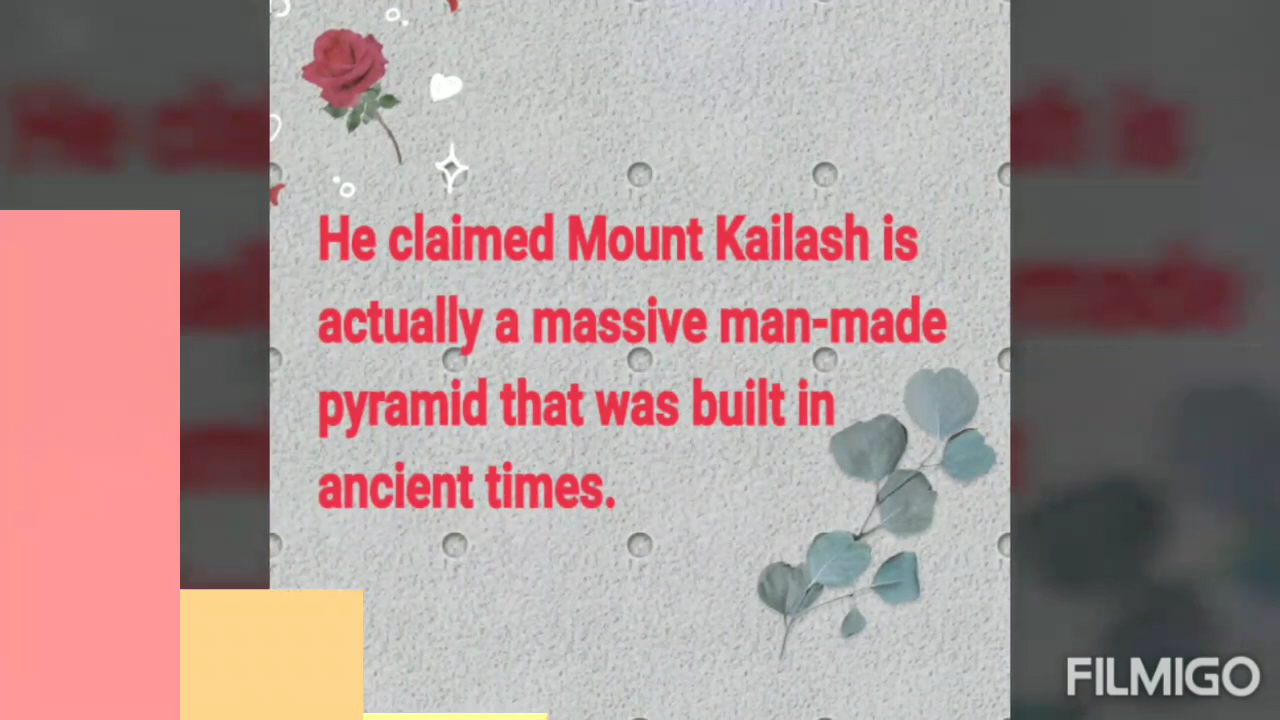 He claimed Mount Kailash is
actually a massive man-made
pyramid that was built in
ancient times.
FILMIGO